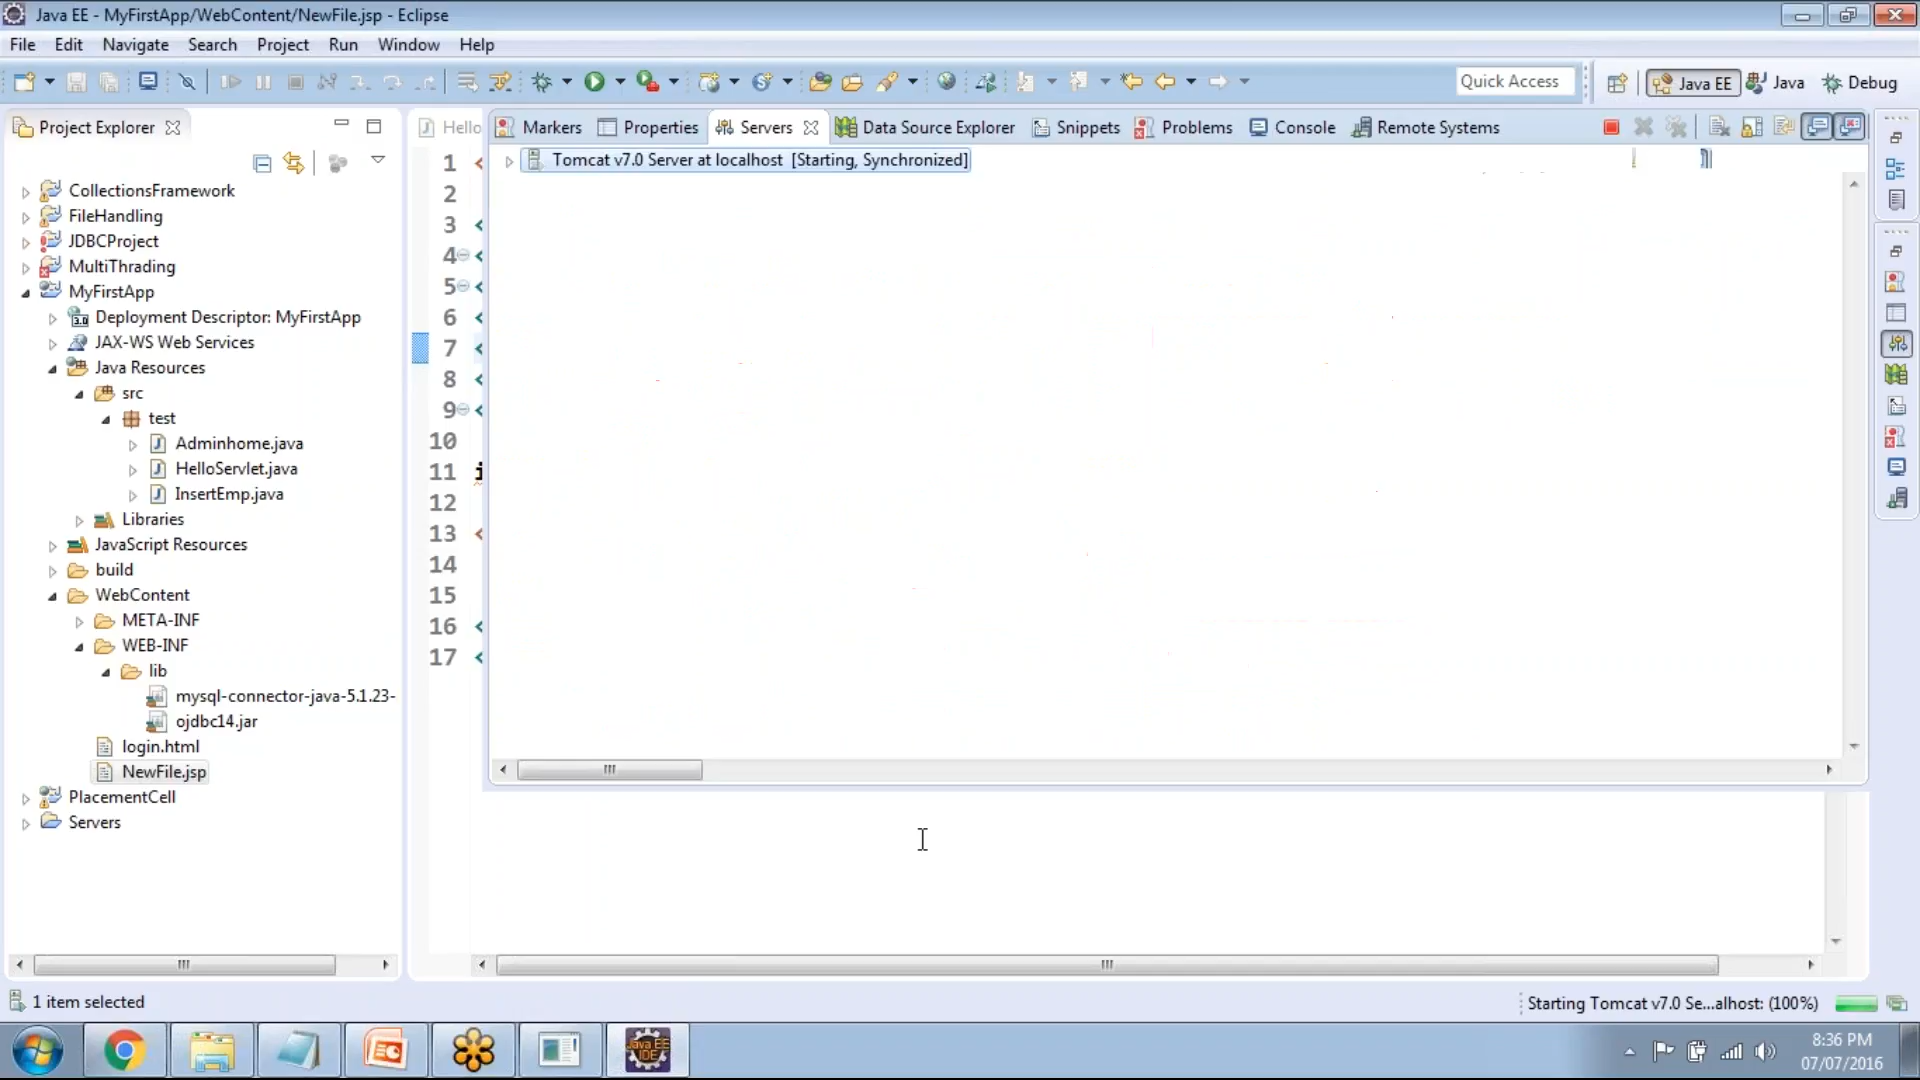 Java EE - MyFirstApp/WebContent/NewFile.jsp - Eclipse
File Edit Navigate Search Project Run Window Help
Quick Access Java EE Java Debug
Project Explorer
CollectionsFramework
FileHandling
JDBCProject
MultiThrading
MyFirstApp
Deployment Descriptor: MyFirstApp
JAX-WS Web Services
Java Resources
src
test
Adminhome.java
HelloServlet.java
InsertEmp.java
Libraries
JavaScript Resources
build
WebContent
META-INF
WEB-INF
lib
mysql-connector-java-5.1.23-
ojdbc14.jar
login.html
NewFile.jsp
PlacementCell
Servers
Hello
1 <
2
3 <
4 <
5 <
6 <
7 <
8 <
9 <
10
11 i
12
13 <
14
15
16 <
17 <
Markers Properties Servers Data Source Explorer Snippets Problems Console Remote Systems
Tomcat v7.0 Server at localhost [Starting, Synchronized]
1 item selected
Starting Tomcat v7.0 Se...alhost: (100%)
Java EE
IDE
8:36 PM
07/07/2016